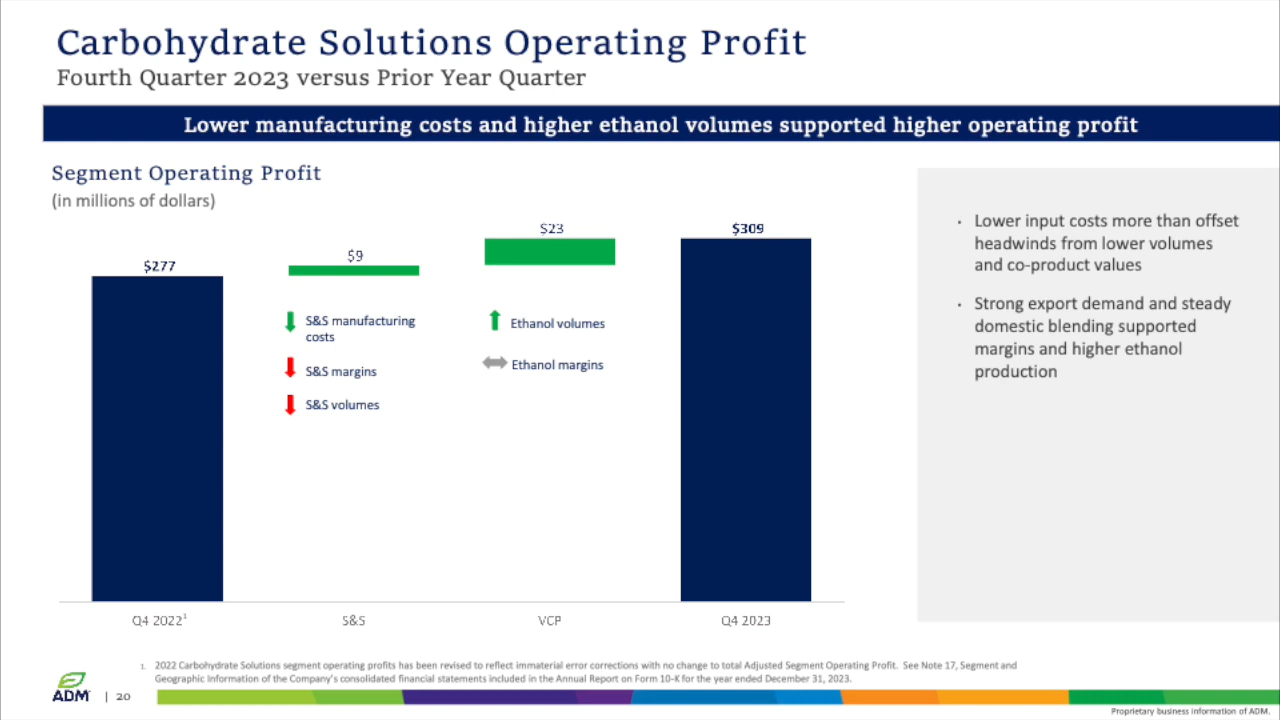 Carbohydrate Solutions Operating Profit
Fourth Quarter 2023 versus Prior Year Quarter
Lower manufacturing costs and higher ethanol volumes supported higher operating profit
Segment Operating Profit
(in millions of dollars)
$277
$9
$23
$309
S&S manufacturing
costs
S&S margins
S&S volumes
Ethanol volumes
Ethanol margins
Q4 2022¹
S&S
VCP
Q4 2023
· Lower input costs more than offset
headwinds from lower volumes
and co-product values
· Strong export demand and steady
domestic blending supported
margins and higher ethanol
production
1. 2022 Carbohydrate Solutions segment operating profits has been revised to reflect immaterial error corrections with no change to total Adjusted Segment Operating Profit. See Note 17, Segment and
Geographic Information of the Company's consolidated financial statements included in the Annual Report on Form 10-K for the year ended December 31, 2023.
ADM | 20
Proprietary business information of ADM.